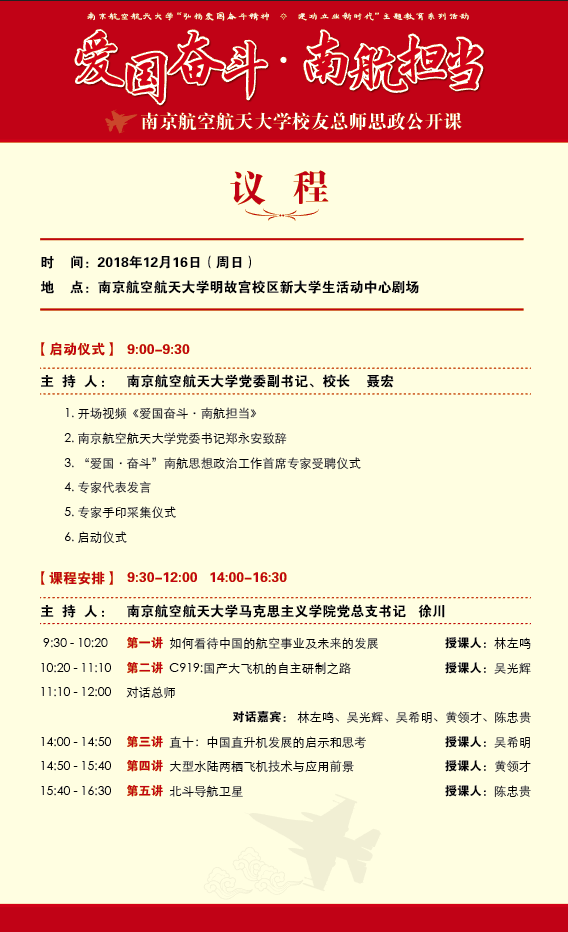 南京航空航天大学“弘扬爱国奋斗精神 ◇ 建功立业新时代”主题教育系列活动
爱国奋斗·南航担当
南京航空航天大学校友总师思政公开课
议 程
时 间：2018年12月16日（周日）
地 点：南京航空航天大学明故宫校区新大学生活动中心剧场
【启动仪式】 9:00-9:30
主 持 人： 南京航空航天大学党委副书记、校长 聂宏
1. 开场视频《爱国奋斗·南航担当》
2. 南京航空航天大学党委书记郑永安致辞
3. “爱国·奋斗”南航思想政治工作首席专家受聘仪式
4. 专家代表发言
5. 专家手印采集仪式
6. 启动仪式
【课程安排】 9:30-12:00 14:00-16:30
主 持 人： 南京航空航天大学马克思主义学院党总支书记 徐川
9:30 - 10:20 第一讲 如何看待中国的航空事业及未来的发展 授课人：林左鸣
10:20 - 11:10 第二讲 C919:国产大飞机的自主研制之路 授课人：吴光辉
11:10 - 12:00 对话总师
对话嘉宾： 林左鸣、吴光辉、吴希明、黄领才、陈忠贵
14:00 - 14:50 第三讲 直十：中国直升机发展的启示和思考 授课人：吴希明
14:50 - 15:40 第四讲 大型水陆两栖飞机技术与应用前景 授课人：黄领才
15:40 - 16:30 第五讲 北斗导航卫星 授课人：陈忠贵